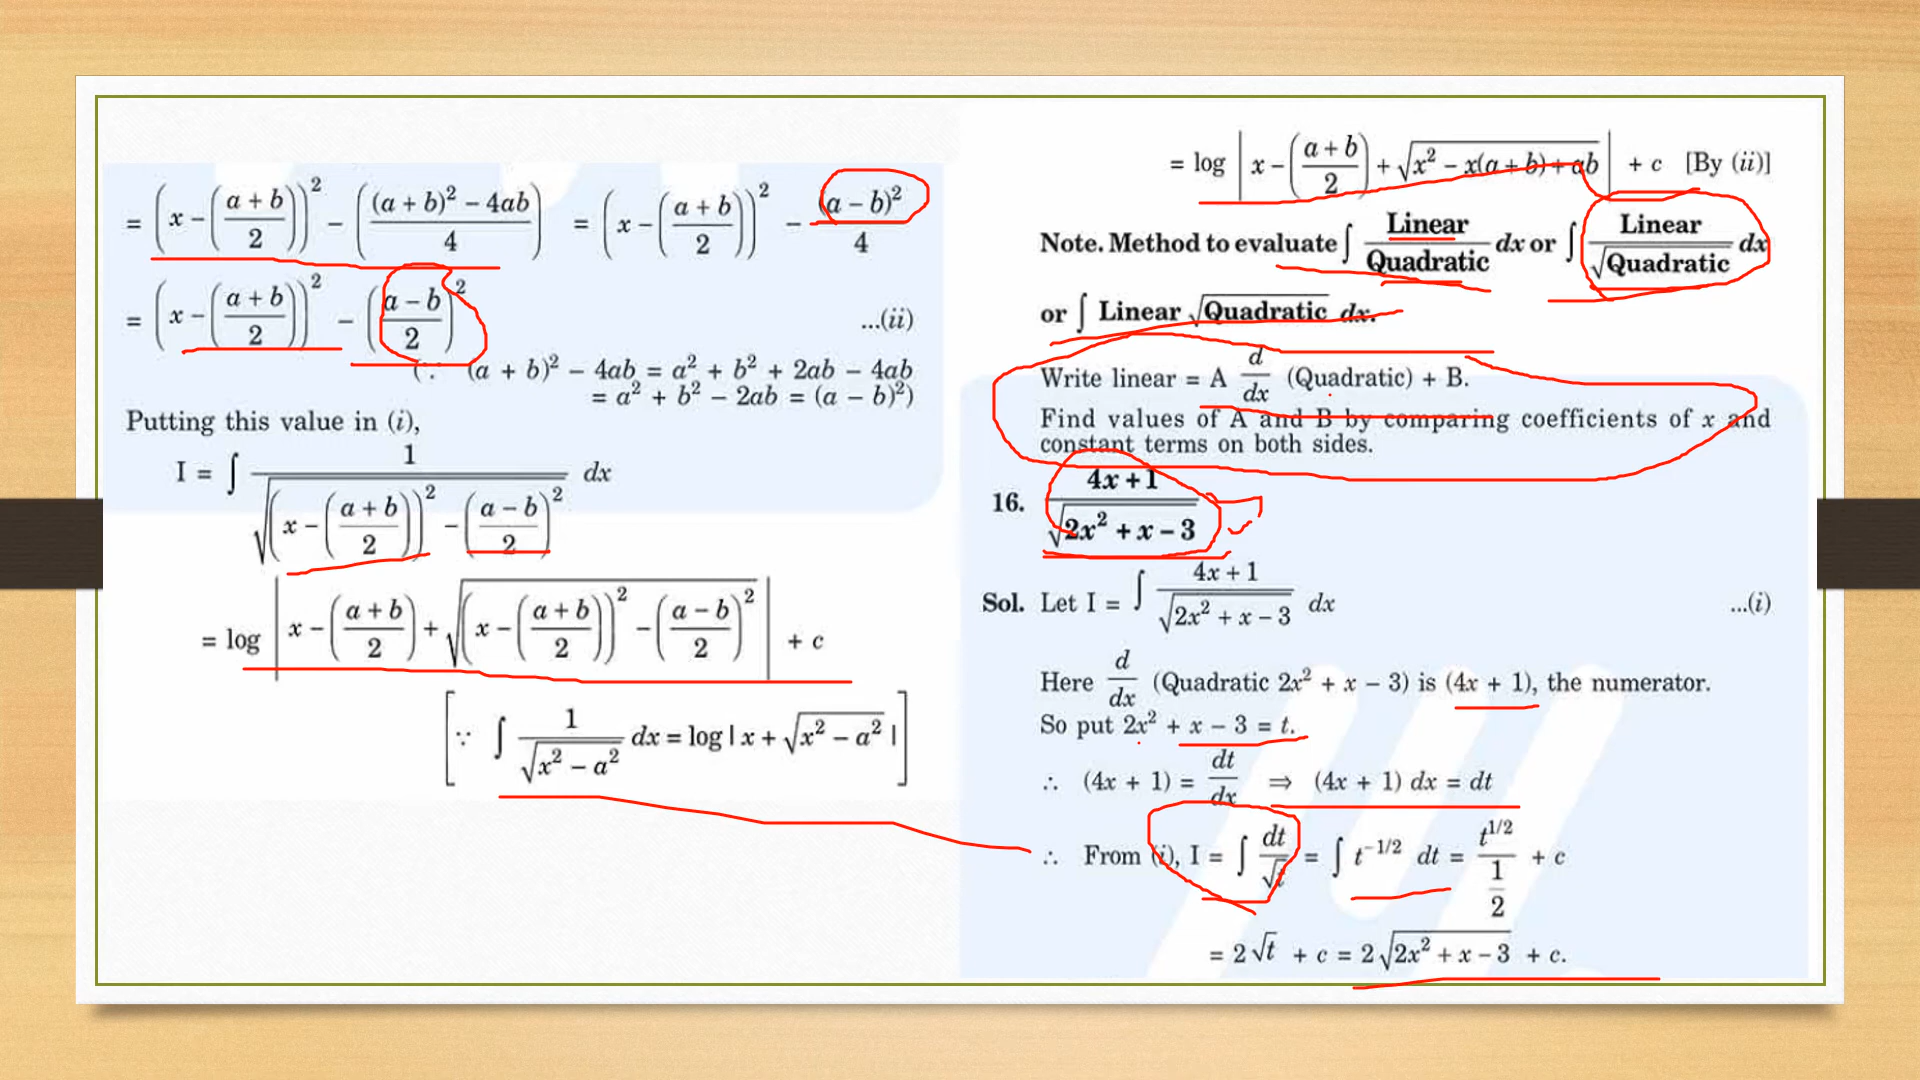 = (x − ((a + b)/2))² − (((a + b)² − 4ab)/4) = (x − ((a + b)/2))² − (a − b)²/4
= (x − ((a + b)/2))² − ((a − b)/2)² ...(ii)
(∵ (a + b)² − 4ab = a² + b² + 2ab − 4ab
= a² + b² − 2ab = (a − b)²)
Putting this value in (i),
I = ∫ 1/√((x − ((a + b)/2))² − ((a − b)/2)²) dx
= log | x − ((a + b)/2) + √((x − ((a + b)/2))² − ((a − b)/2)²) | + c
[∵ ∫ 1/√(x² − a²) dx = log | x + √(x² − a²) |]
= log | x − ((a + b)/2) + √(x² − x(a + b) + ab) | + c [By (ii)]
Note. Method to evaluate ∫ Linear/Quadratic dx or ∫ Linear/√Quadratic dx
or ∫ Linear √Quadratic dx.
Write linear = A d/dx (Quadratic) + B.
Find values of A and B by comparing coefficients of x and
constant terms on both sides.
16. (4x + 1)/√(2x² + x − 3)
Sol. Let I = ∫ (4x + 1)/√(2x² + x − 3) dx ...(i)
Here d/dx (Quadratic 2x² + x − 3) is (4x + 1), the numerator.
So put 2x² + x − 3 = t.
∴ (4x + 1) = dt/dx ⇒ (4x + 1) dx = dt
∴ From (i), I = ∫ dt/√t = ∫ t^(−1/2) dt = t^(1/2)/(1/2) + c
= 2√t + c = 2√(2x² + x − 3) + c.